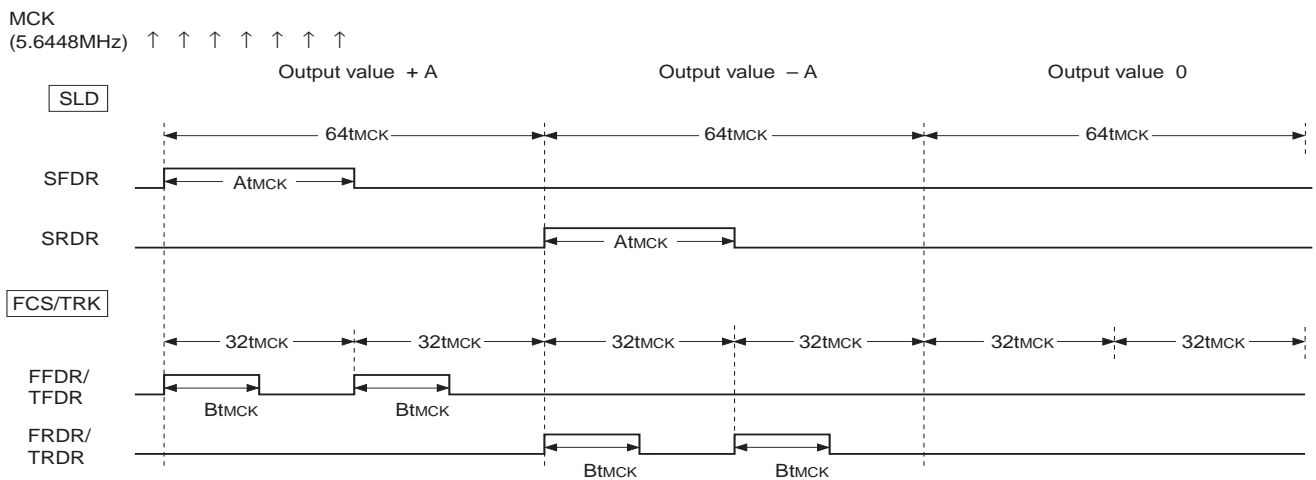 MCK
(5.6448MHz) ↑ ↑ ↑ ↑ ↑ ↑ ↑
Output value + A Output value – A Output value 0
SLD
64tMCK 64tMCK 64tMCK
SFDR AtMCK
SRDR AtMCK
FCS/TRK
32tMCK 32tMCK 32tMCK 32tMCK 32tMCK 32tMCK
FFDR/
TFDR
BtMCK BtMCK
FRDR/
TRDR
BtMCK BtMCK